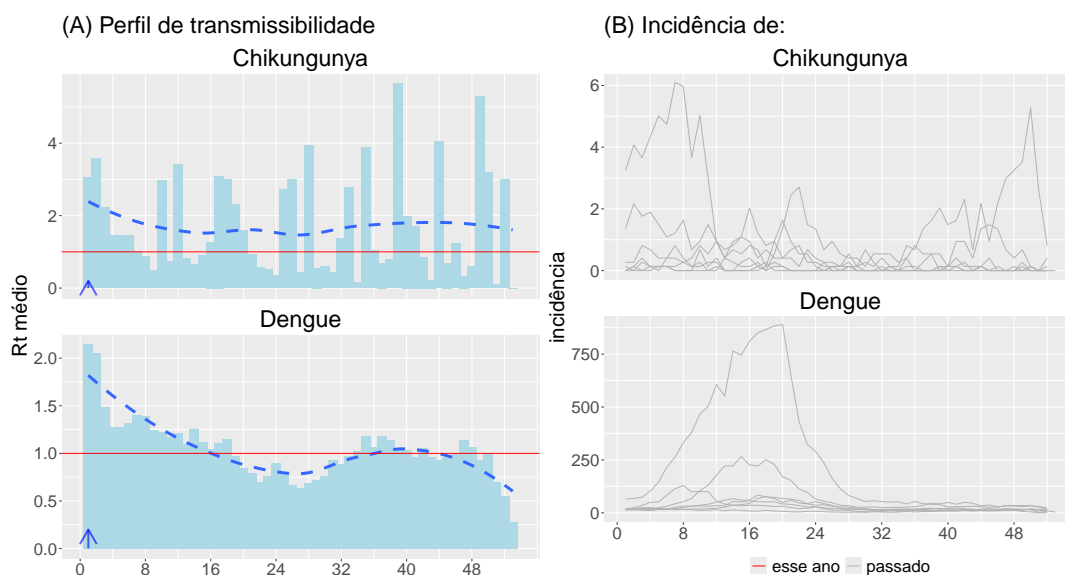 (A) Perfil de transmissibilidade
Chikungunya
4
2
0
Dengue
2.0
1.5
1.0
0.5
0.0
0 8 16 24 32 40 48
Rt médio
(B) Incidência de:
Chikungunya
6
4
2
0
Dengue
750
500
250
0
0 8 16 24 32 40 48
incidência
esse ano passado